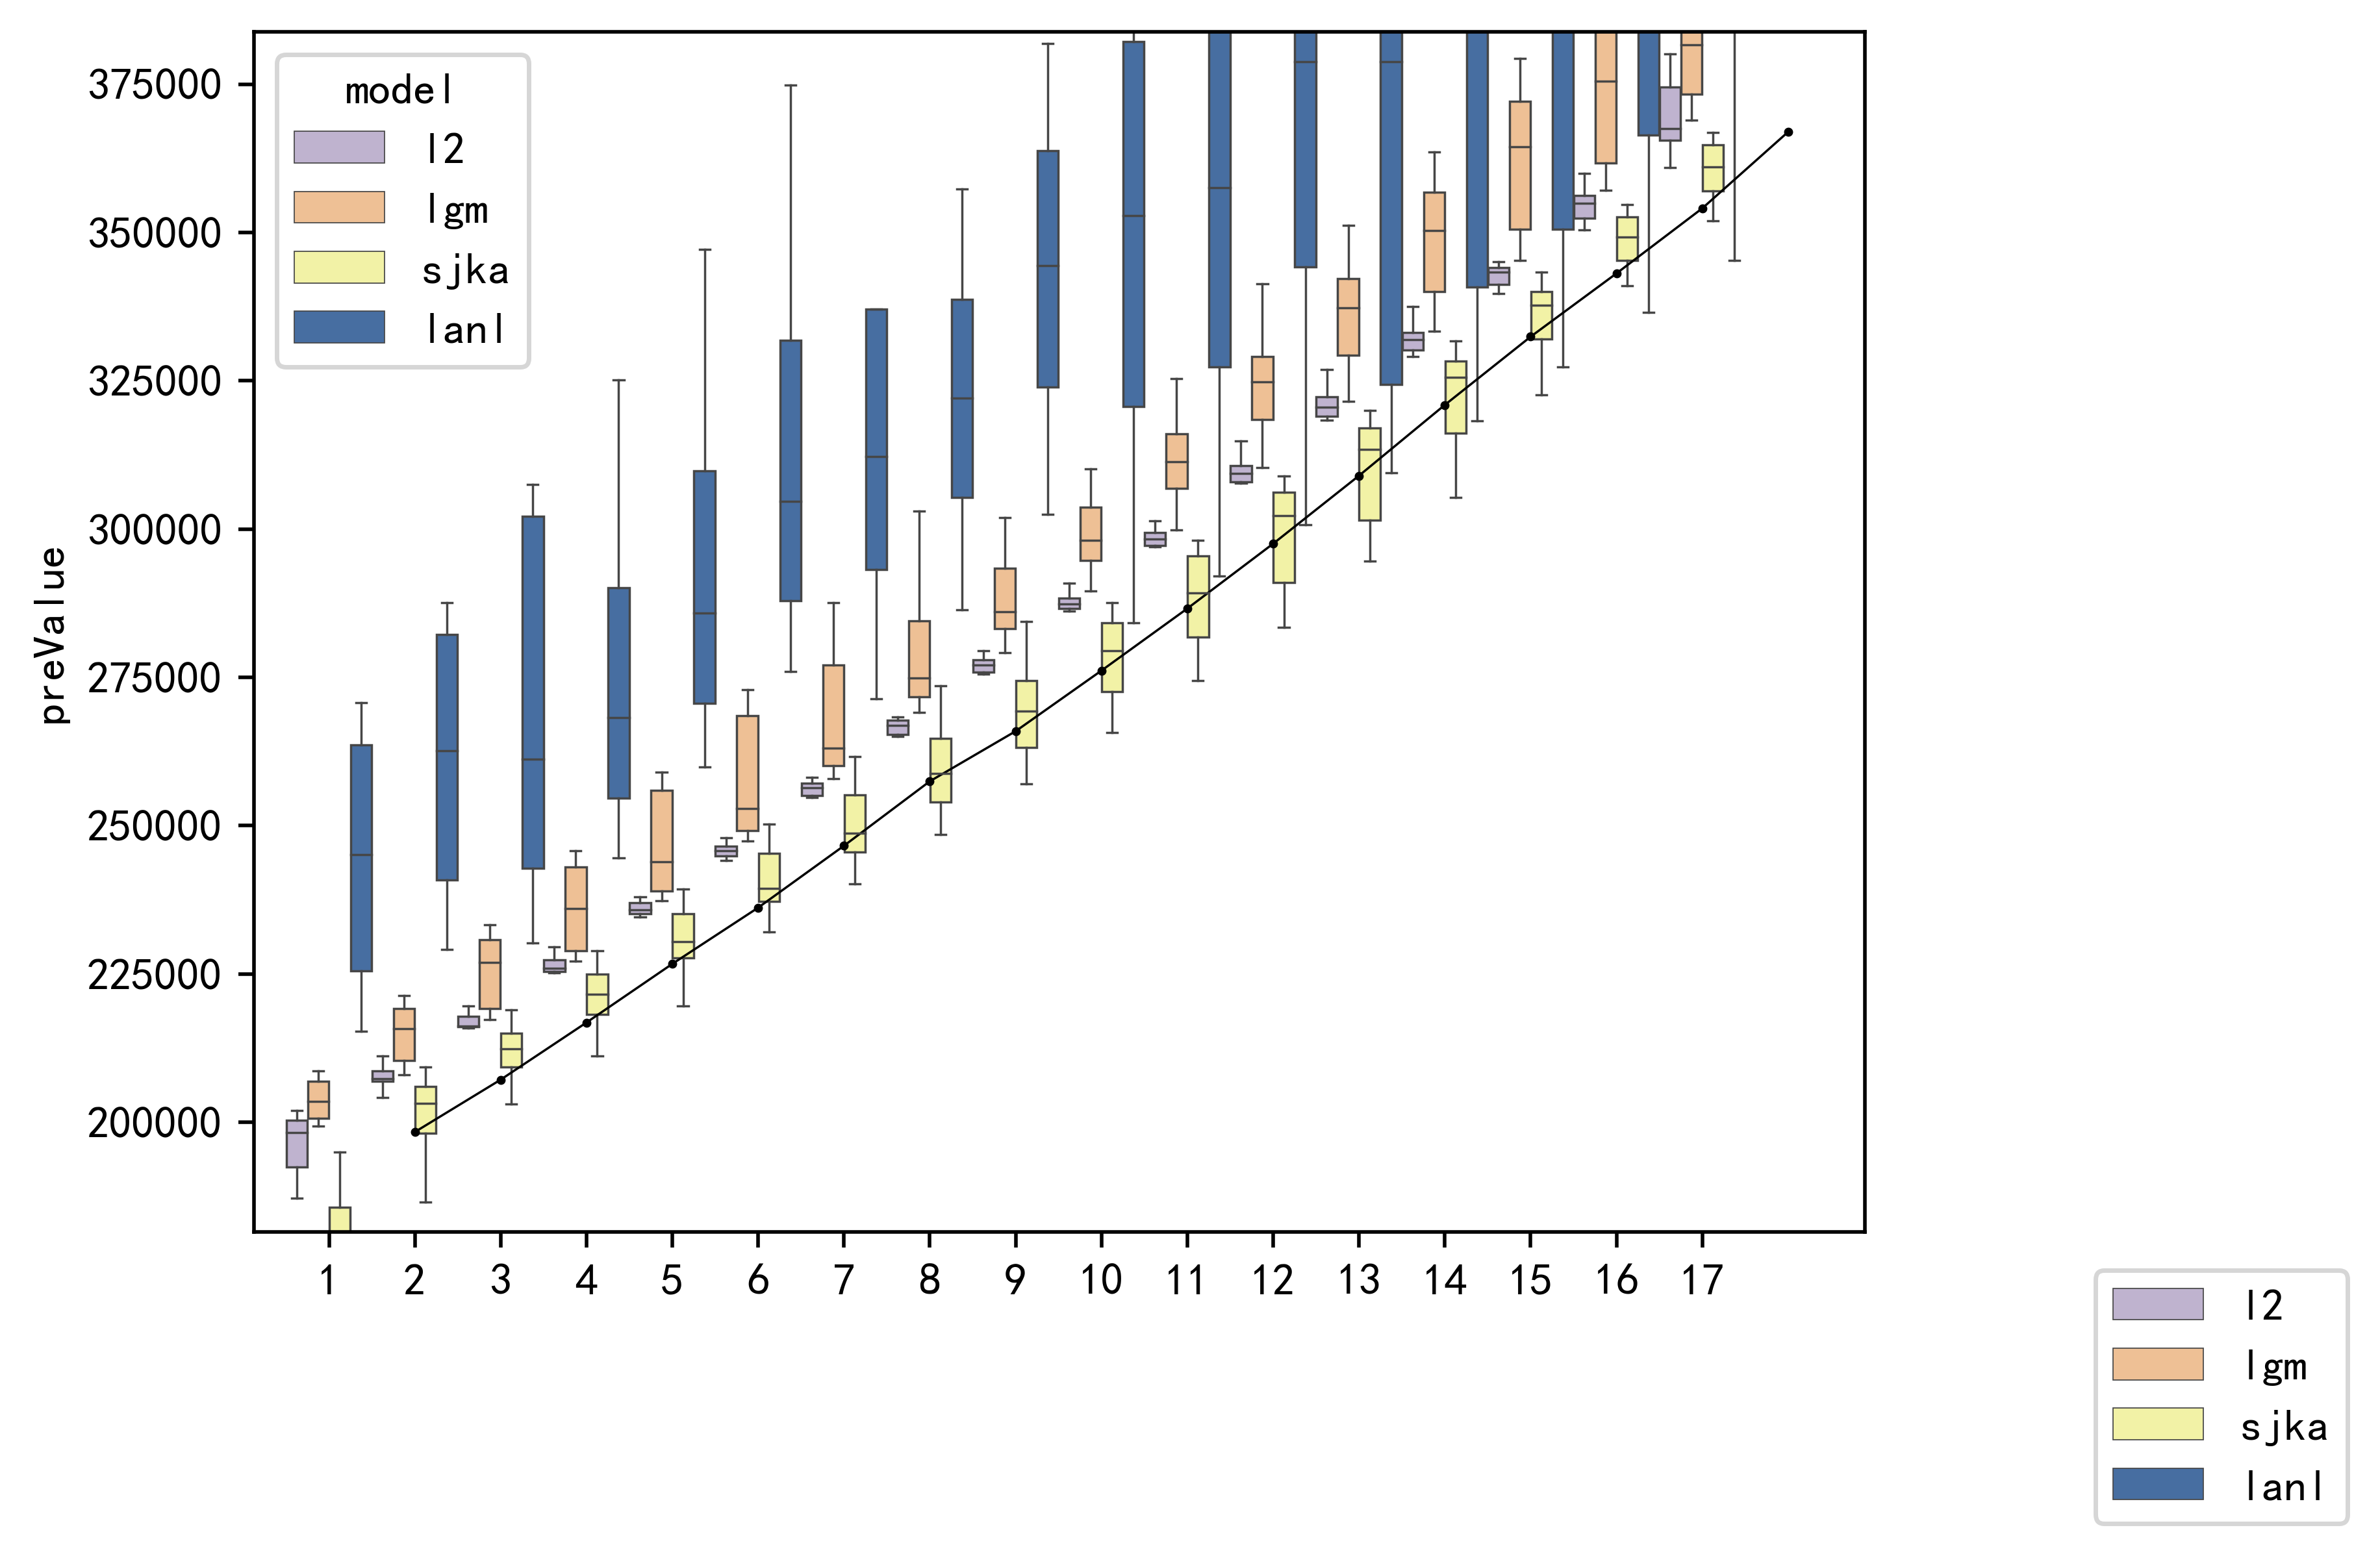 model
l2
lgm
sjka
lanl
375000
350000
325000
300000
275000
250000
225000
200000
preValue
1 2 3 4 5 6 7 8 9 10 11 12 13 14 15 16 17
l2
lgm
sjka
lanl